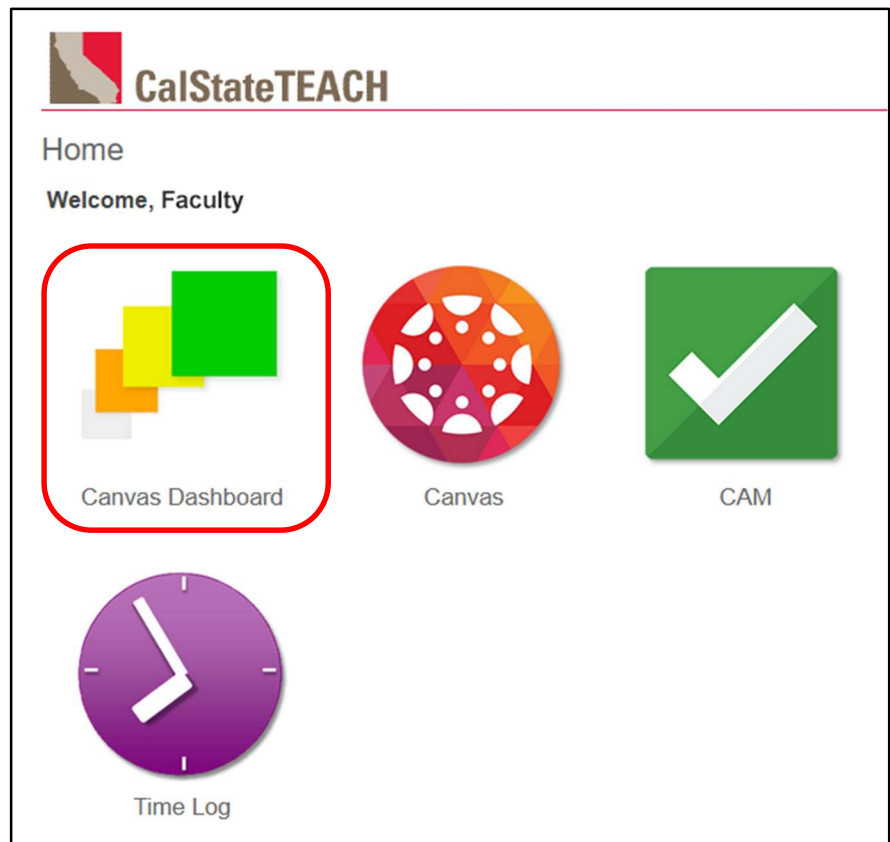 CalStateTEACH
Home
Welcome, Faculty
Canvas Dashboard
Canvas
CAM
Time Log